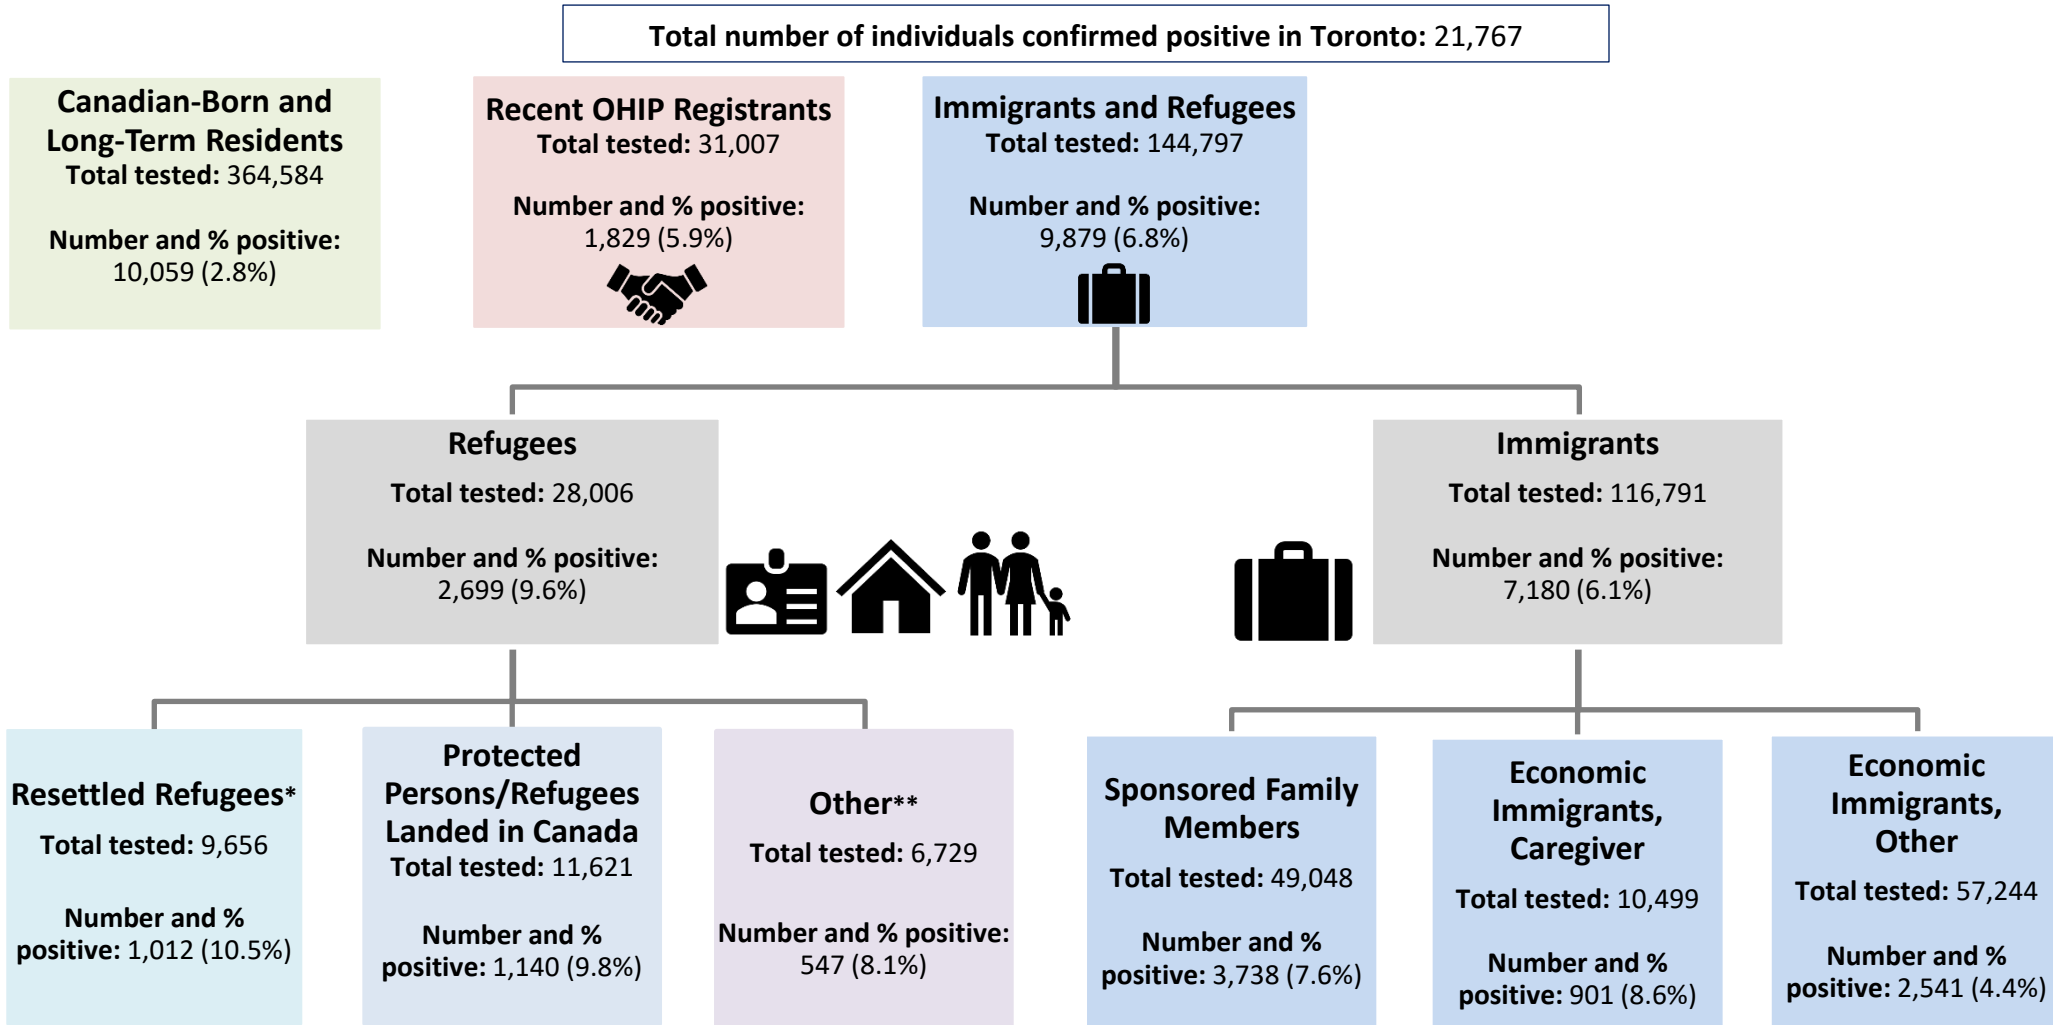 Total number of individuals confirmed positive in Toronto: 21,767
Canadian-Born and
Long-Term Residents
Total tested: 364,584
Number and % positive:
10,059 (2.8%)
Recent OHIP Registrants
Total tested: 31,007
Number and % positive:
1,829 (5.9%)
Immigrants and Refugees
Total tested: 144,797
Number and % positive:
9,879 (6.8%)
Refugees
Total tested: 28,006
Number and % positive:
2,699 (9.6%)
Immigrants
Total tested: 116,791
Number and % positive:
7,180 (6.1%)
Resettled Refugees*
Total tested: 9,656
Number and %
positive: 1,012 (10.5%)
Protected
Persons/Refugees
Landed in Canada
Total tested: 11,621
Number and %
positive: 1,140 (9.8%)
Other**
Total tested: 6,729
Number and % positive:
547 (8.1%)
Sponsored Family
Members
Total tested: 49,048
Number and %
positive: 3,738 (7.6%)
Economic
Immigrants,
Caregiver
Total tested: 10,499
Number and %
positive: 901 (8.6%)
Economic
Immigrants,
Other
Total tested: 57,244
Number and %
positive: 2,541 (4.4%)